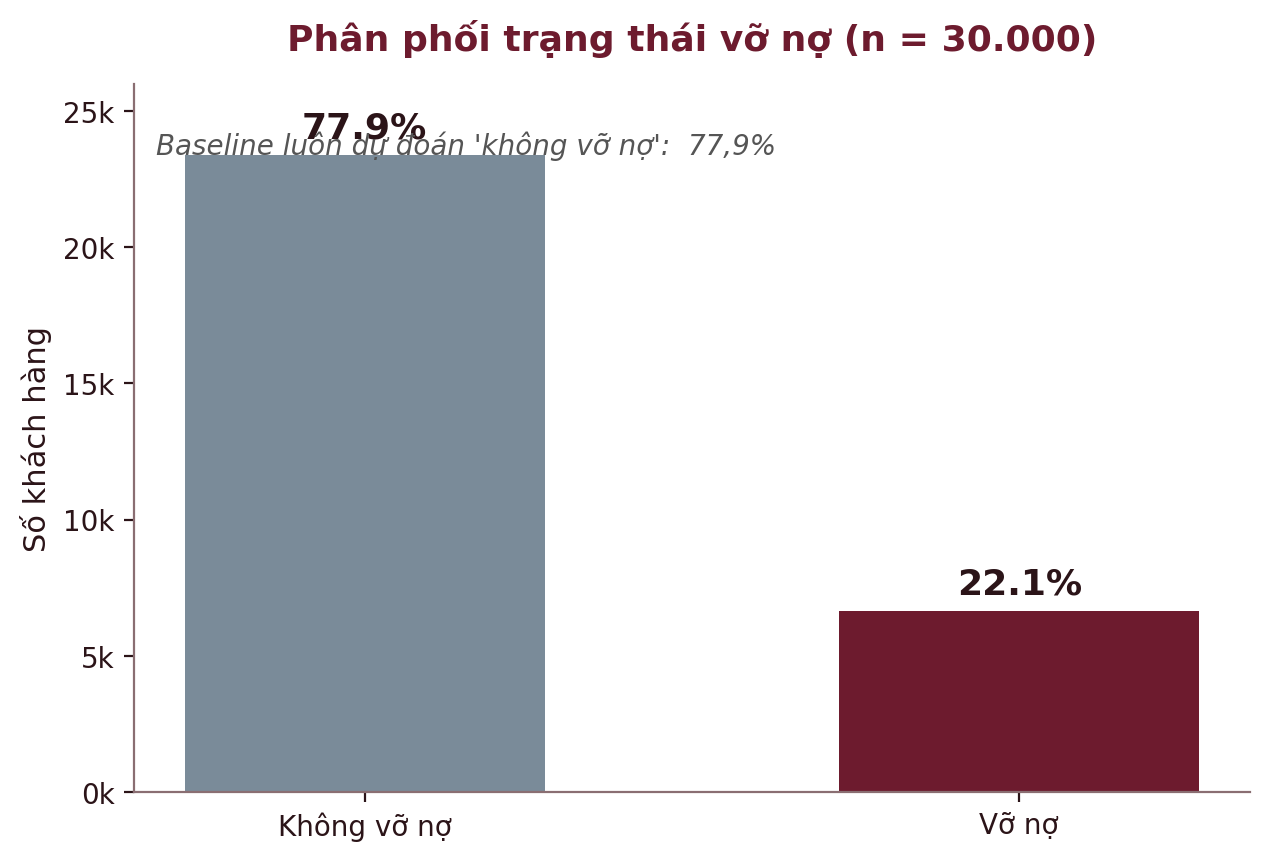 Phân phối trạng thái vỡ nợ (n = 30.000)
25k
77.9%
Baseline luôn dự đoán 'không vỡ nợ': 77,9%
20k
15k
Số khách hàng
10k
22.1%
5k
0k
Không vỡ nợ
Vỡ nợ